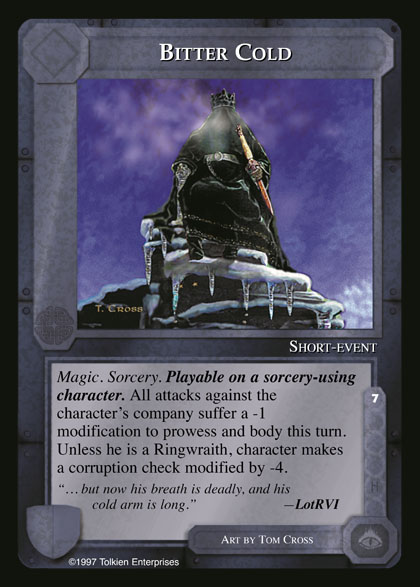 BITTER COLD
T. CROSS
SHORT-EVENT
Magic. Sorcery. Playable on a sorcery-using
character. All attacks against the
character's company suffer a -1
modification to prowess and body this turn.
Unless he is a Ringwraith, character makes
a corruption check modified by -4.
7
"… but now his breath is deadly, and his
cold arm is long." –LotRVI
ART BY TOM CROSS
©1997 Tolkien Enterprises